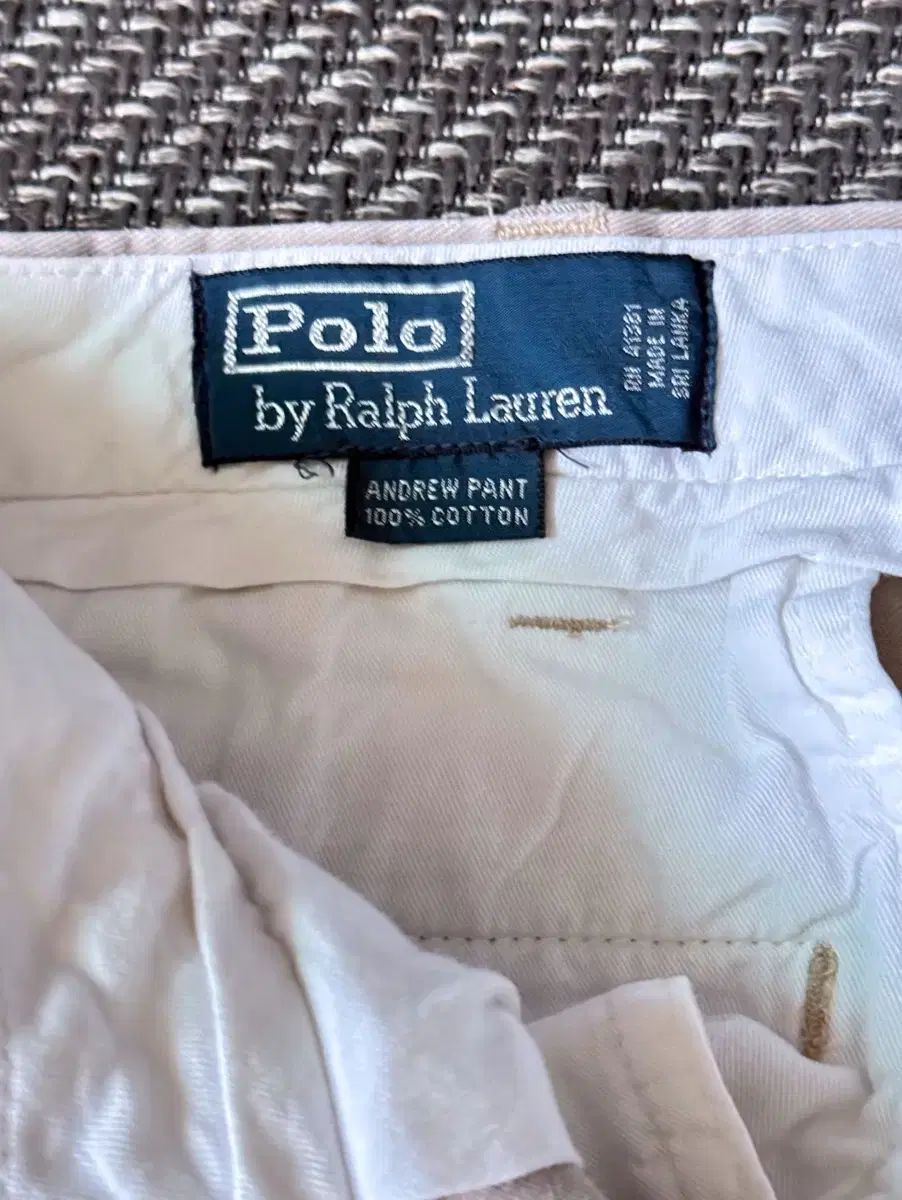 Polo
by Ralph Lauren
RN 41381
MADE IN
SRI LANKA
ANDREW PANT
100% COTTON